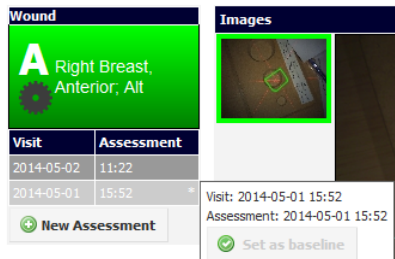 Wound
A Right Breast,
Anterior; Alt
Visit Assessment
2014-05-02 11:22
2014-05-01 15:52 *
New Assessment
Images
Visit: 2014-05-01 15:52
Assessment: 2014-05-01 15:52
Set as baseline